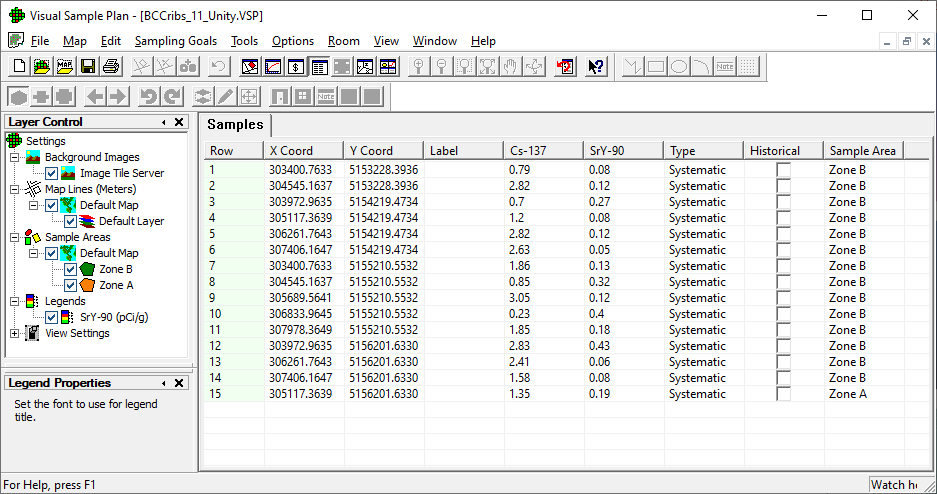 Visual Sample Plan - [BCCribs_11_Unity.VSP]
File Map Edit Sampling Goals Tools Options Room View Window Help
MAP
Note
Note
Layer Control
Settings
Background Images
Image Tile Server
Map Lines (Meters)
Default Map
Default Layer
Sample Areas
Default Map
Zone B
Zone A
Legends
SrY-90 (pCi/g)
View Settings
Legend Properties
Set the font to use for legend
title.
Samples
Row X Coord Y Coord Label Cs-137 SrY-90 Type Historical Sample Area
1 303400.7633 5153228.3936 0.79 0.08 Systematic Zone B
2 304545.1637 5153228.3936 2.82 0.12 Systematic Zone B
3 303972.9635 5154219.4734 0.7 0.27 Systematic Zone B
4 305117.3639 5154219.4734 1.2 0.08 Systematic Zone B
5 306261.7643 5154219.4734 2.82 0.12 Systematic Zone B
6 307406.1647 5154219.4734 2.63 0.05 Systematic Zone B
7 303400.7633 5155210.5532 1.86 0.13 Systematic Zone B
8 304545.1637 5155210.5532 0.85 0.32 Systematic Zone B
9 305689.5641 5155210.5532 3.05 0.12 Systematic Zone B
10 306833.9645 5155210.5532 0.23 0.4 Systematic Zone B
11 307978.3649 5155210.5532 1.85 0.18 Systematic Zone B
12 303972.9635 5156201.6330 2.83 0.43 Systematic Zone B
13 306261.7643 5156201.6330 2.41 0.06 Systematic Zone B
14 307406.1647 5156201.6330 1.58 0.08 Systematic Zone B
15 305117.3639 5156201.6330 1.35 0.19 Systematic Zone A
For Help, press F1
Watch he